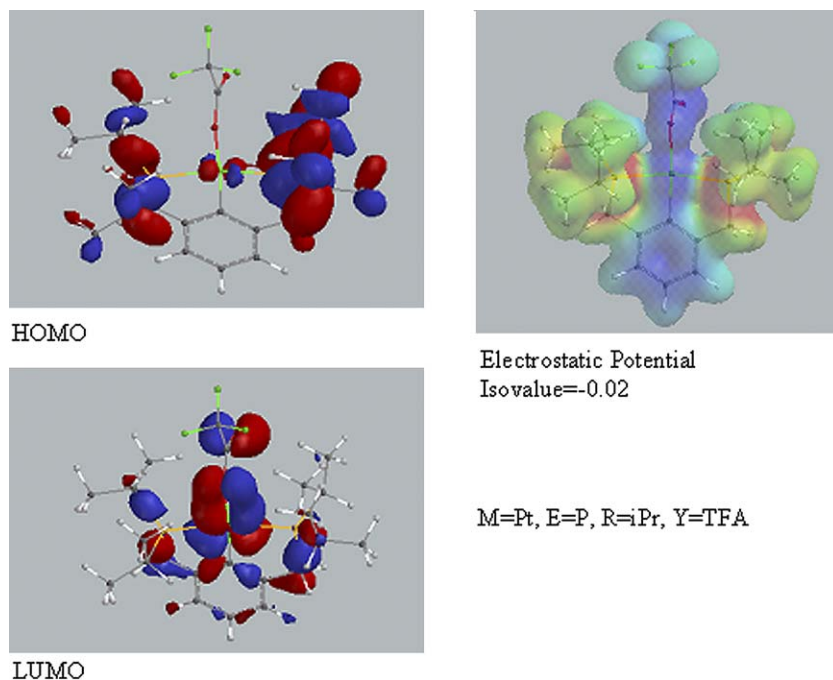 HOMO
Electrostatic Potential
Isovalue=-0.02
M=Pt, E=P, R=iPr, Y=TFA
LUMO